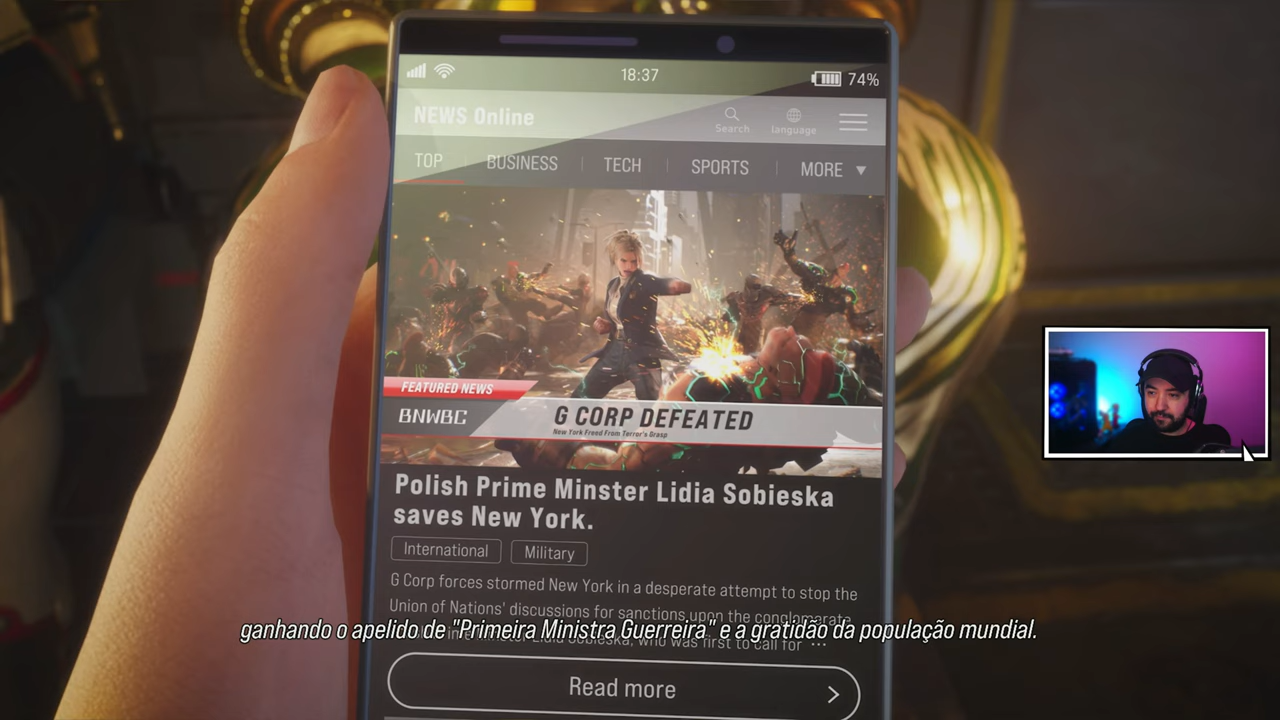 18:37
74%
NEWS Online
Search
language
TOP
BUSINESS
TECH
SPORTS
MORE
FEATURED NEWS
BNWBC
G CORP DEFEATED
New York Freed From Terror's Grasp
Polish Prime Minster Lidia Sobieska
saves New York.
International
Military
G Corp forces stormed New York in a desperate attempt to stop the
Union of Nations' discussions for sanctions upon the conglomerate.
Lidia Sobieska, who was first to call for ...
ganhando o apelido de "Primeira Ministra Guerreira" e a gratidão da população mundial.
Read more